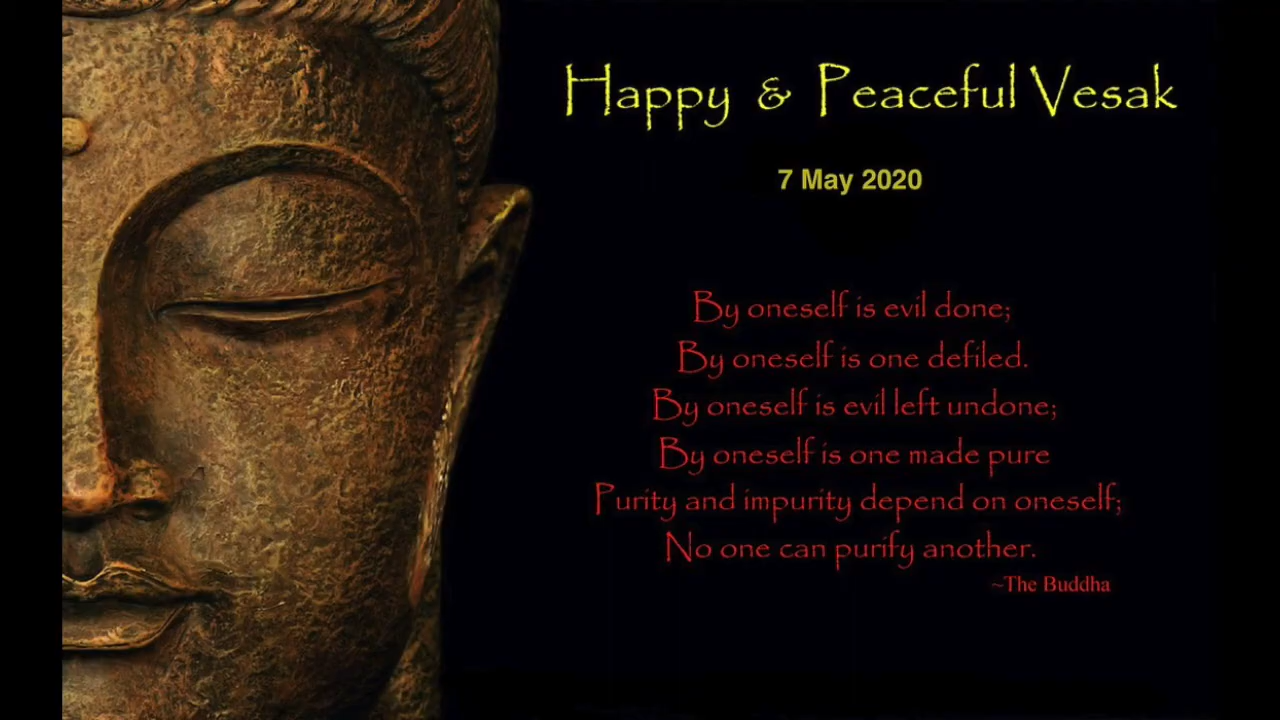 Happy & Peaceful Vesak
7 May 2020
By oneself is evil done;
By oneself is one defiled.
By oneself is evil left undone;
By oneself is one made pure
Purity and impurity depend on oneself;
No one can purify another.
~The Buddha